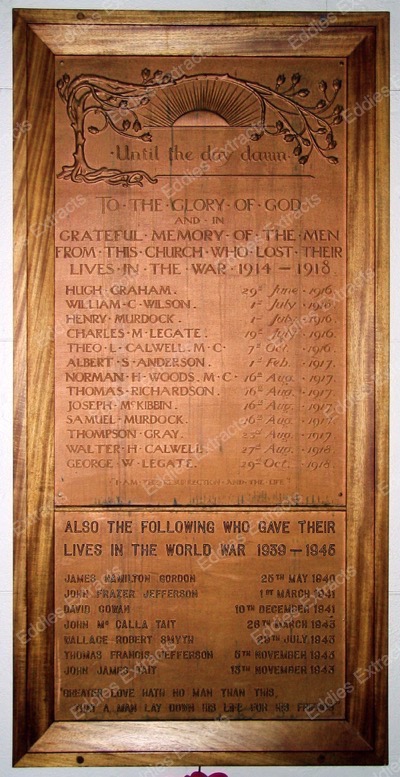 ·Until the day dawn·
TO·THE·GLORY·OF·GOD
AND·IN
GRATEFUL·MEMORY·OF·THE·MEN
FROM·THIS·CHURCH·WHO·LOST·THEIR
LIVES·IN·THE·WAR·1914–1918
HUGH·GRAHAM. 29th June·1916.
WILLIAM·C·WILSON. 1st July·1916.
HENRY·MURDOCK. 1st July·1916.
CHARLES·M·LEGATE. 19th July·1916.
THEO·L·CALWELL·M·C· 7th Oct.·1916.
ALBERT·S·ANDERSON. 1st Feb.·1917.
NORMAN·H·WOODS.M·C· 16th Aug.·1917.
THOMAS·RICHARDSON. 16th Aug.·1917.
JOSEPH·McKIBBIN. 16th Aug.·1917.
SAMUEL·MURDOCK. 16th Aug.·1917.
THOMPSON·GRAY. Aug.·1917.
WALTER·H·CALWELL 27th Aug.·1918.
GEORGE·W·LEGATE. 29th Oct.·1918.
I·AM·THE·RESURRECTION·AND·THE·LIFE
ALSO THE FOLLOWING WHO GAVE THEIR
LIVES IN THE WORLD WAR 1939–1945
JAMES HAMILTON GORDON 25TH MAY 1940
JOHN FRAZER JEFFERSON 1ST MARCH 1941
DAVID GOWAN 10TH DECEMBER 1941
JOHN Mc CALLA TAIT 28TH MARCH 1943
WALLACE ROBERT SMYTH 29TH JULY 1943
THOMAS FRANCIS JEFFERSON 5TH NOVEMBER 1943
JOHN JAMES TAIT 15TH NOVEMBER 1943
GREATER LOVE HATH NO MAN THAN THIS,
THAT A MAN LAY DOWN HIS LIFE FOR HIS FRIENDS
Eddies Extracts